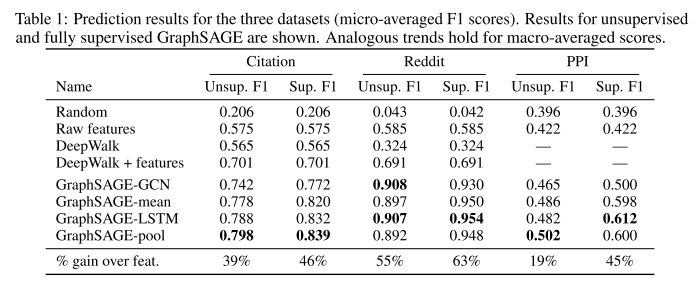 Table 1: Prediction results for the three datasets (micro-averaged F1 scores). Results for unsupervised
and fully supervised GraphSAGE are shown. Analogous trends hold for macro-averaged scores.
Citation Reddit PPI
Name Unsup. F1 Sup. F1 Unsup. F1 Sup. F1 Unsup. F1 Sup. F1
Random 0.206 0.206 0.043 0.042 0.396 0.396
Raw features 0.575 0.575 0.585 0.585 0.422 0.422
DeepWalk 0.565 0.565 0.324 0.324 — —
DeepWalk + features 0.701 0.701 0.691 0.691 — —
GraphSAGE-GCN 0.742 0.772 0.908 0.930 0.465 0.500
GraphSAGE-mean 0.778 0.820 0.897 0.950 0.486 0.598
GraphSAGE-LSTM 0.788 0.832 0.907 0.954 0.482 0.612
GraphSAGE-pool 0.798 0.839 0.892 0.948 0.502 0.600
% gain over feat. 39% 46% 55% 63% 19% 45%